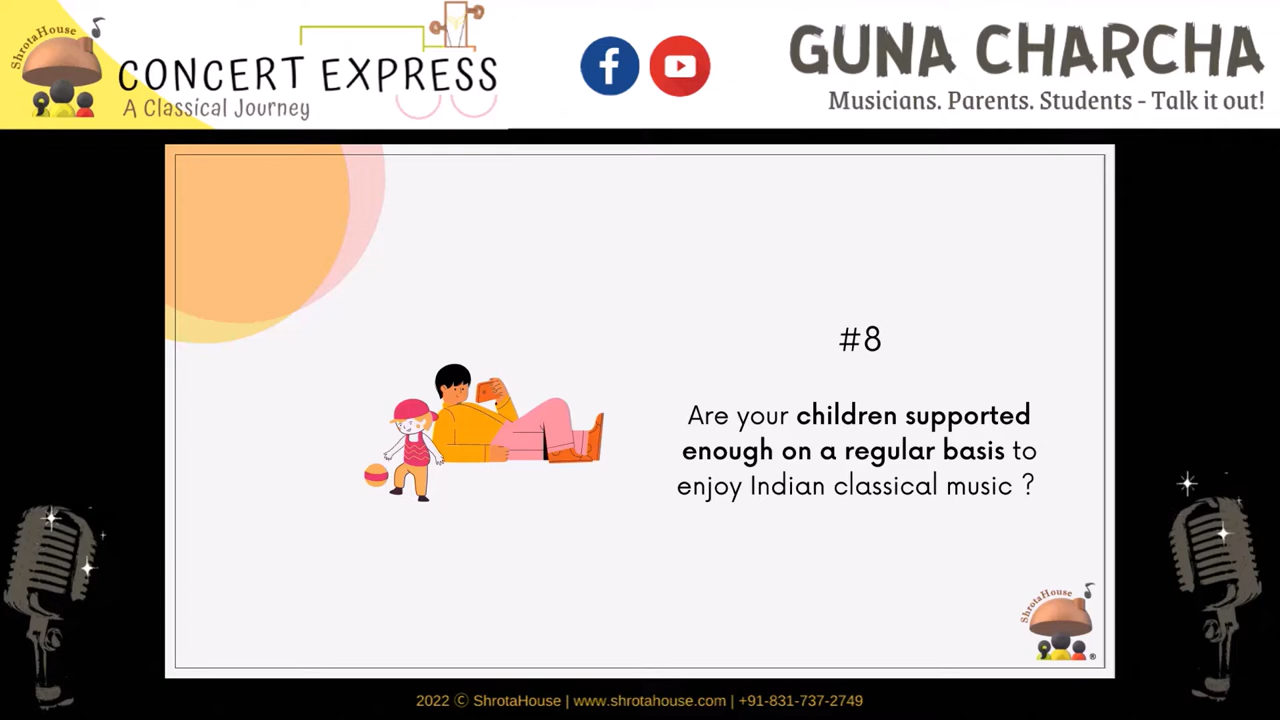 ShrotaHouse
CONCERT EXPRESS
A Classical Journey
GUNA CHARCHA
Musicians. Parents. Students - Talk it out!
#8
Are your children supported
enough on a regular basis to
enjoy Indian classical music ?
ShrotaHouse
®
2022 © ShrotaHouse | www.shrotahouse.com | +91-831-737-2749